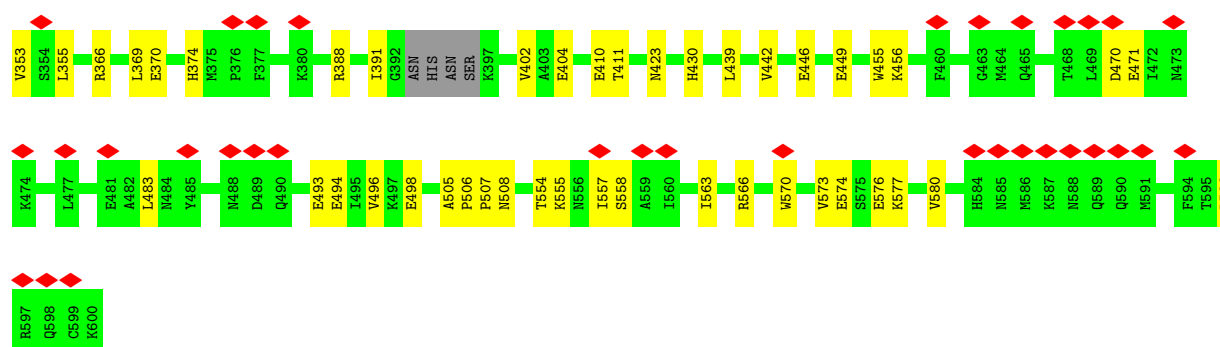 V353 S354 L355 R366 L369 E370 H374 M375 P376 F377 K380 R388 I391 G392 ASN HIS ASN SER K397 V402 A403 E404 E410 T411 N423 H430 L439 V442 E446 E449 W455 K456 F460 G463 M464 Q465 T468 L469 D470 E471 I472 N473
K474 L477 E481 A482 L483 N484 Y485 N488 D489 Q490 E493 E494 I495 V496 K497 E498 A505 P506 P507 N508 T554 K555 N556 I557 S558 A559 I560 I563 R566 W570 V573 E574 S575 E576 K577 V580 H584 N585 M586 K587 N588 Q589 Q590 M591 F594 T595
R597 Q598 C599 K600